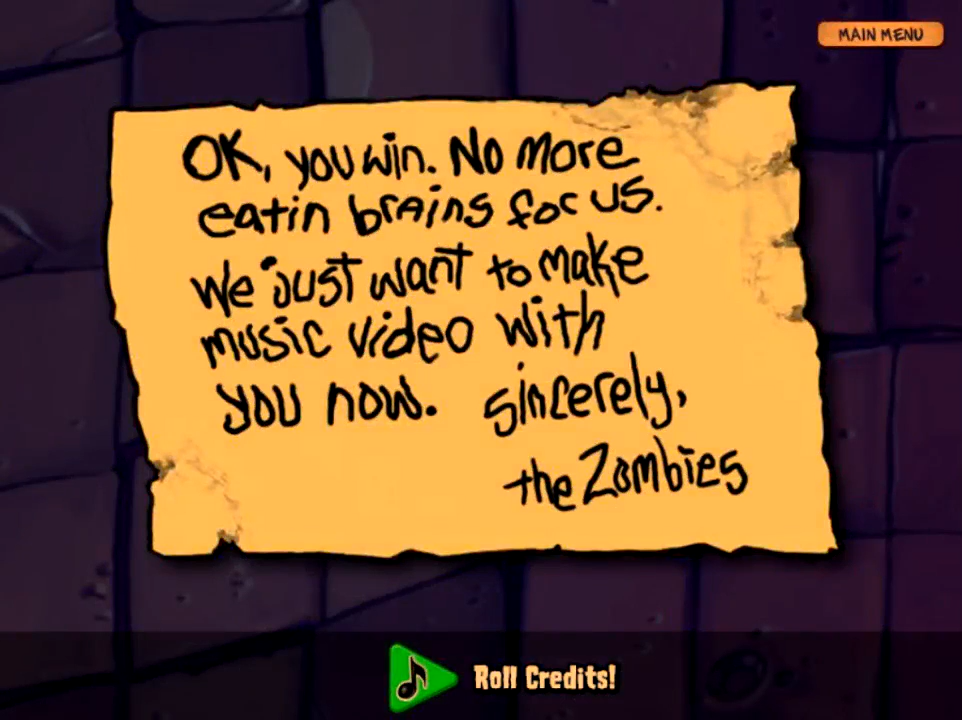 MAIN MENU
OK, you win. No more
eatin brains for us.
We just want to make
music video with
you now. sincerely,
the Zombies
Roll Credits!